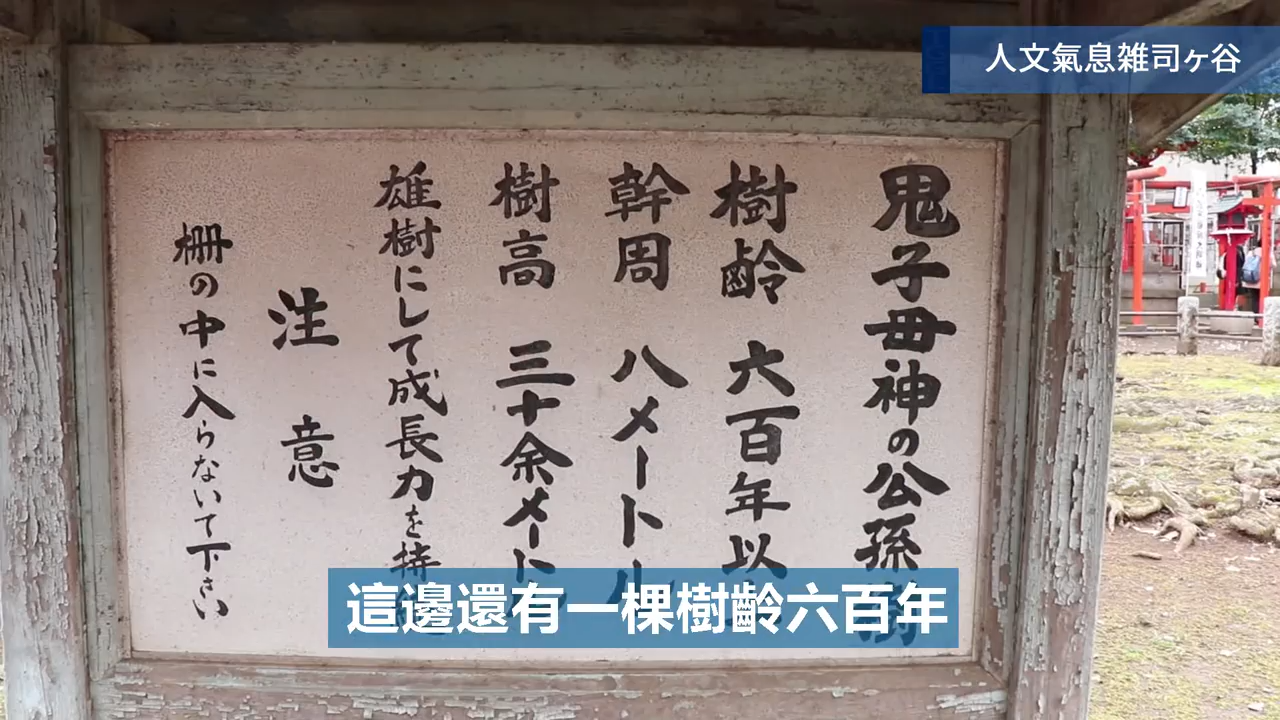 人文氣息雑司ヶ谷
鬼子母神の公孫樹
樹齢 六百年以
幹周 八メートル
樹高 三十余メート
雄樹にして成長力を持
注意
柵の中に入らないて下さい
這邊還有一棵樹齡六百年